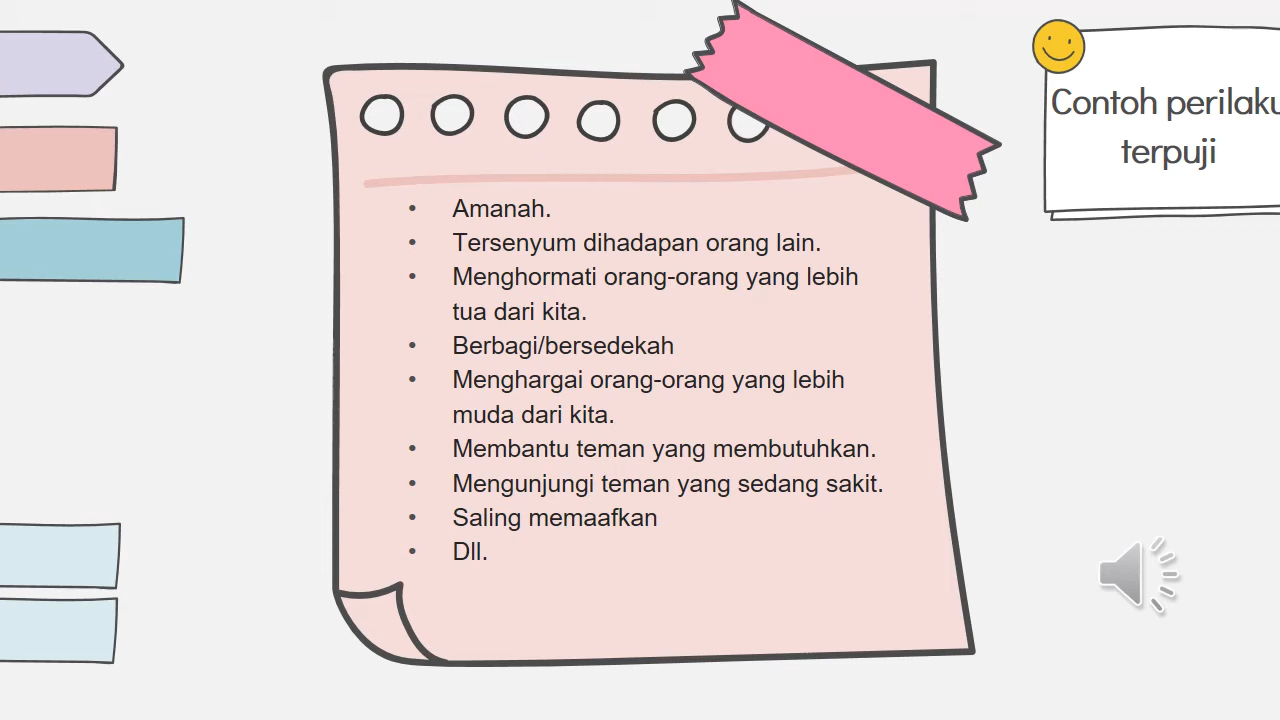 Contoh perilaku
terpuji
• Amanah.
• Tersenyum dihadapan orang lain.
• Menghormati orang-orang yang lebih
tua dari kita.
• Berbagi/bersedekah
• Menghargai orang-orang yang lebih
muda dari kita.
• Membantu teman yang membutuhkan.
• Mengunjungi teman yang sedang sakit.
• Saling memaafkan
• Dll.